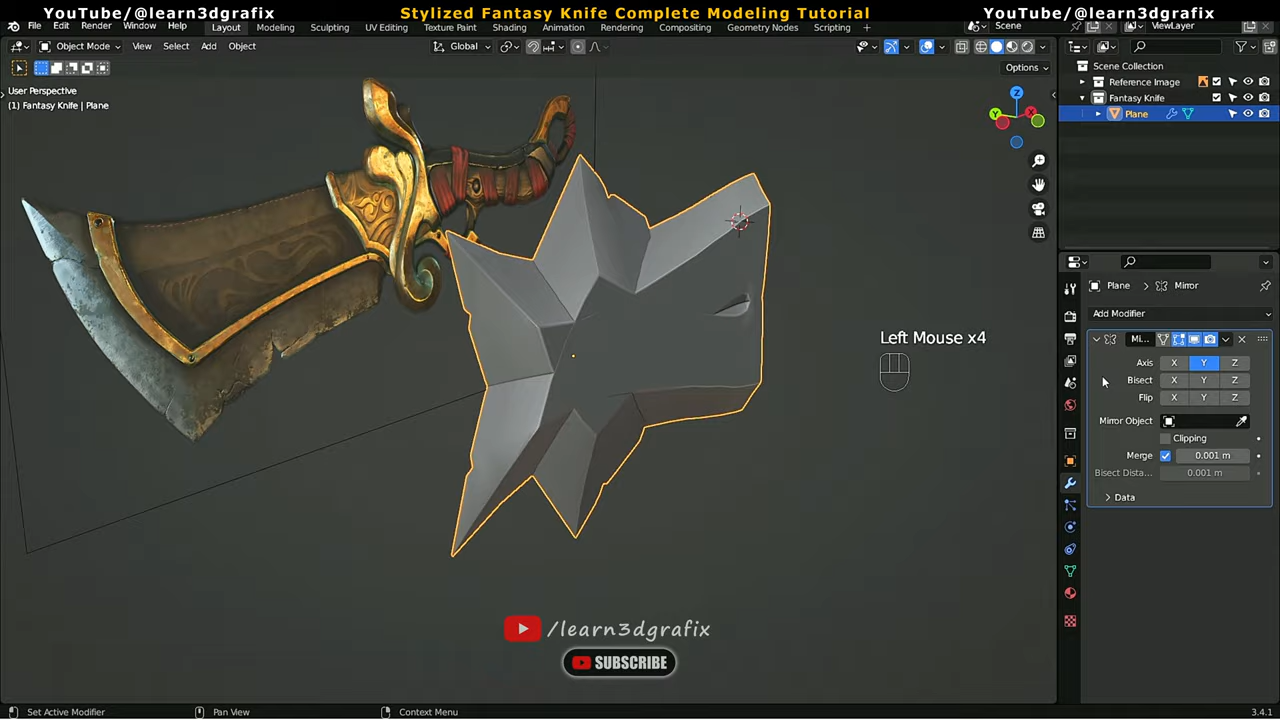 YouTube/@learn3dgrafix
Stylized Fantasy Knife Complete Modeling Tutorial
YouTube/@learn3dgrafix
File Edit Render Window Help Layout Modeling Sculpting UV Editing Texture Paint Shading Animation Rendering Compositing Geometry Nodes Scripting + Scene ViewLayer
Object Mode View Select Add Object Global
Options
User Perspective
(1) Fantasy Knife | Plane
Z
Y
X
Scene Collection
Reference Image
Fantasy Knife
Plane
Plane Mirror
Add Modifier
Mi...
Axis X Y Z
Bisect X Y Z
Flip X Y Z
Mirror Object
Clipping
Merge 0.001 m
Bisect Dista... 0.001 m
Data
Left Mouse x4
/learn3dgrafix
SUBSCRIBE
Set Active Modifier Pan View Context Menu 3.4.1